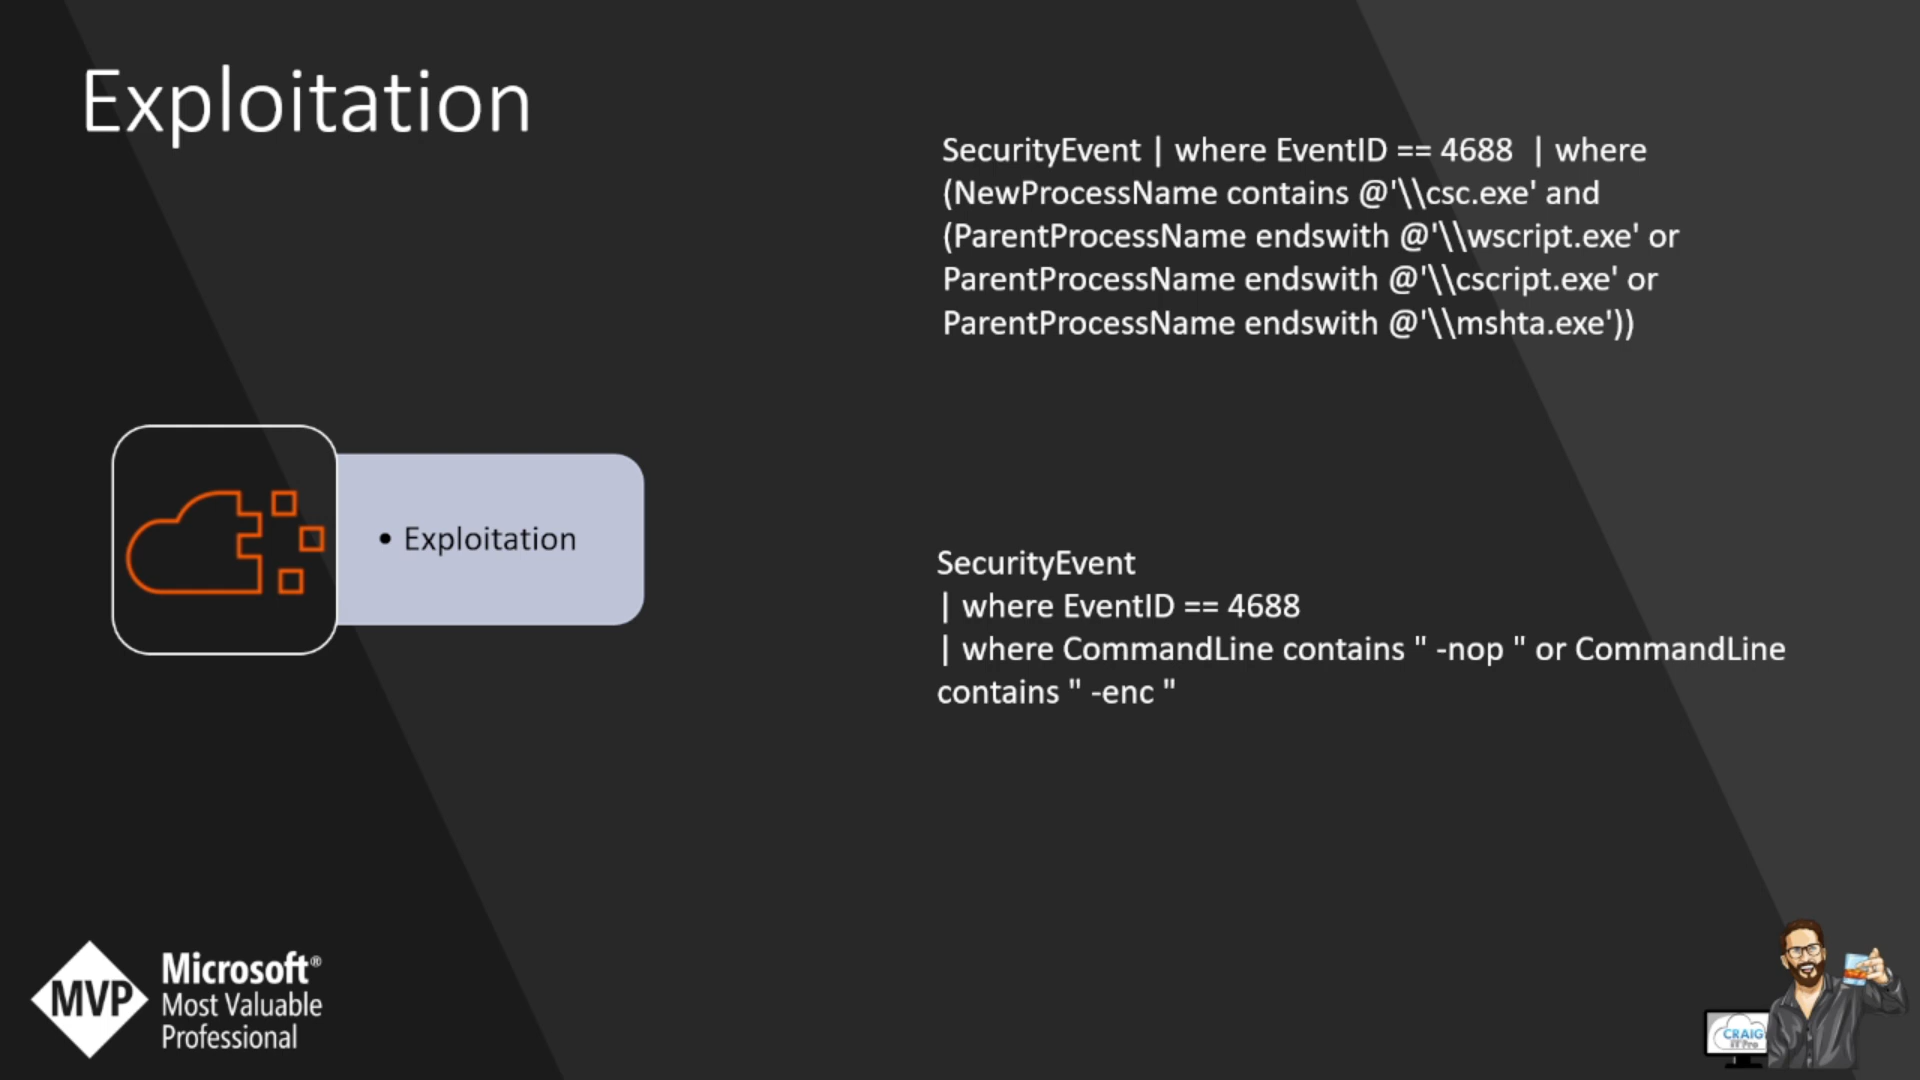 Exploitation
SecurityEvent | where EventID == 4688 | where
(NewProcessName contains @'\\csc.exe' and
(ParentProcessName endswith @'\\wscript.exe' or
ParentProcessName endswith @'\\cscript.exe' or
ParentProcessName endswith @'\\mshta.exe'))
• Exploitation
SecurityEvent
| where EventID == 4688
| where CommandLine contains " -nop " or CommandLine
contains " -enc "
MVP
Microsoft®
Most Valuable
Professional
CRAIG
IT Pro